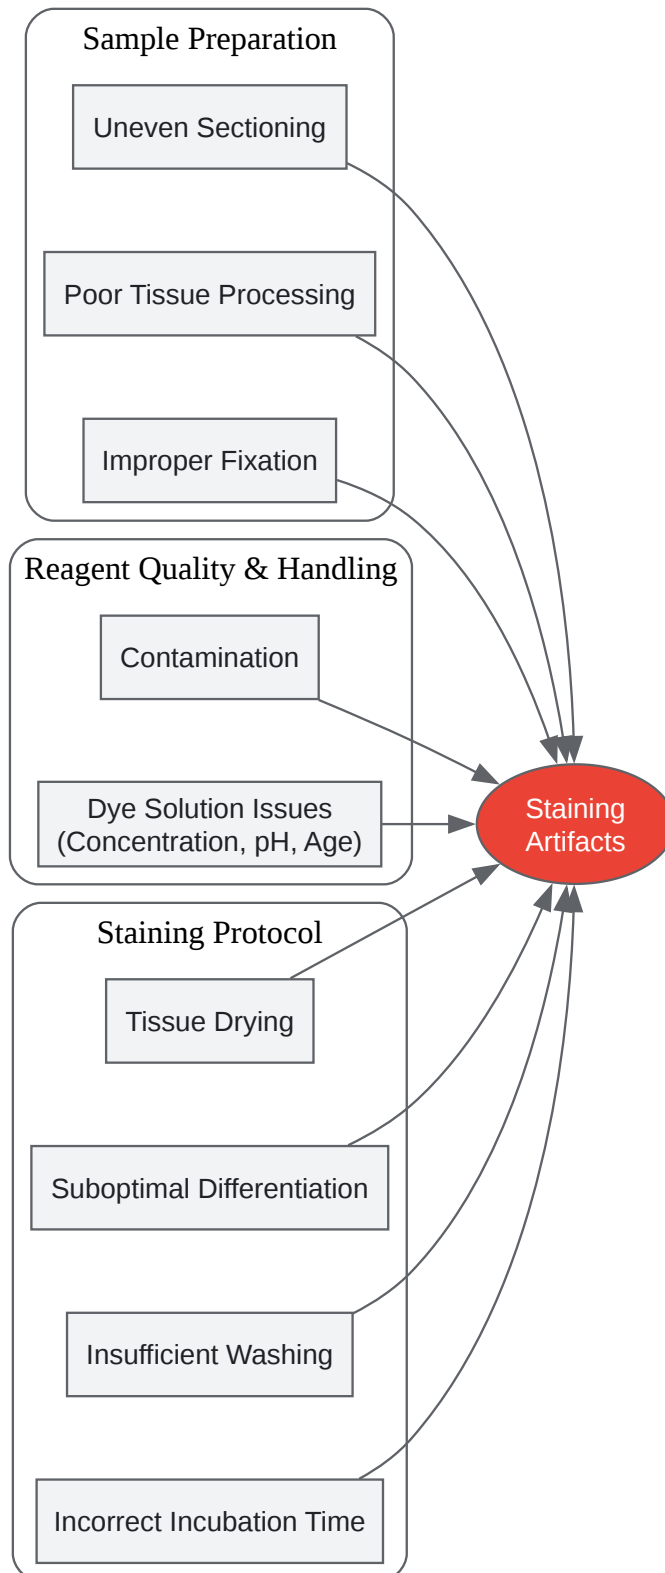 Sample Preparation
Uneven Sectioning
Poor Tissue Processing
Improper Fixation
Reagent Quality & Handling
Contamination
Dye Solution Issues
(Concentration, pH, Age)
Staining
Artifacts
Staining Protocol
Tissue Drying
Suboptimal Differentiation
Insufficient Washing
Incorrect Incubation Time